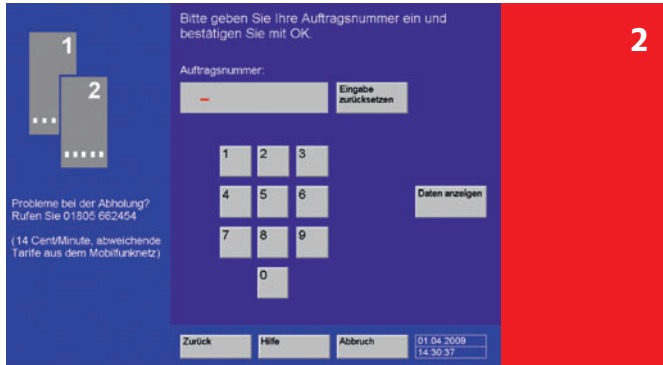 Bitte geben Sie Ihre Auftragsnummer ein und
bestätigen Sie mit OK.
2
1
2
Auftragsnummer:
Eingabe
zurücksetzen
1 2 3
4 5 6
Daten anzeigen
7 8 9
0
Probleme bei der Abholung?
Rufen Sie 01805 662454
(14 Cent/Minute, abweichende
Tarife aus dem Mobilfunknetz)
Zurück
Hilfe
Abbruch
01.04.2009
14:30:37